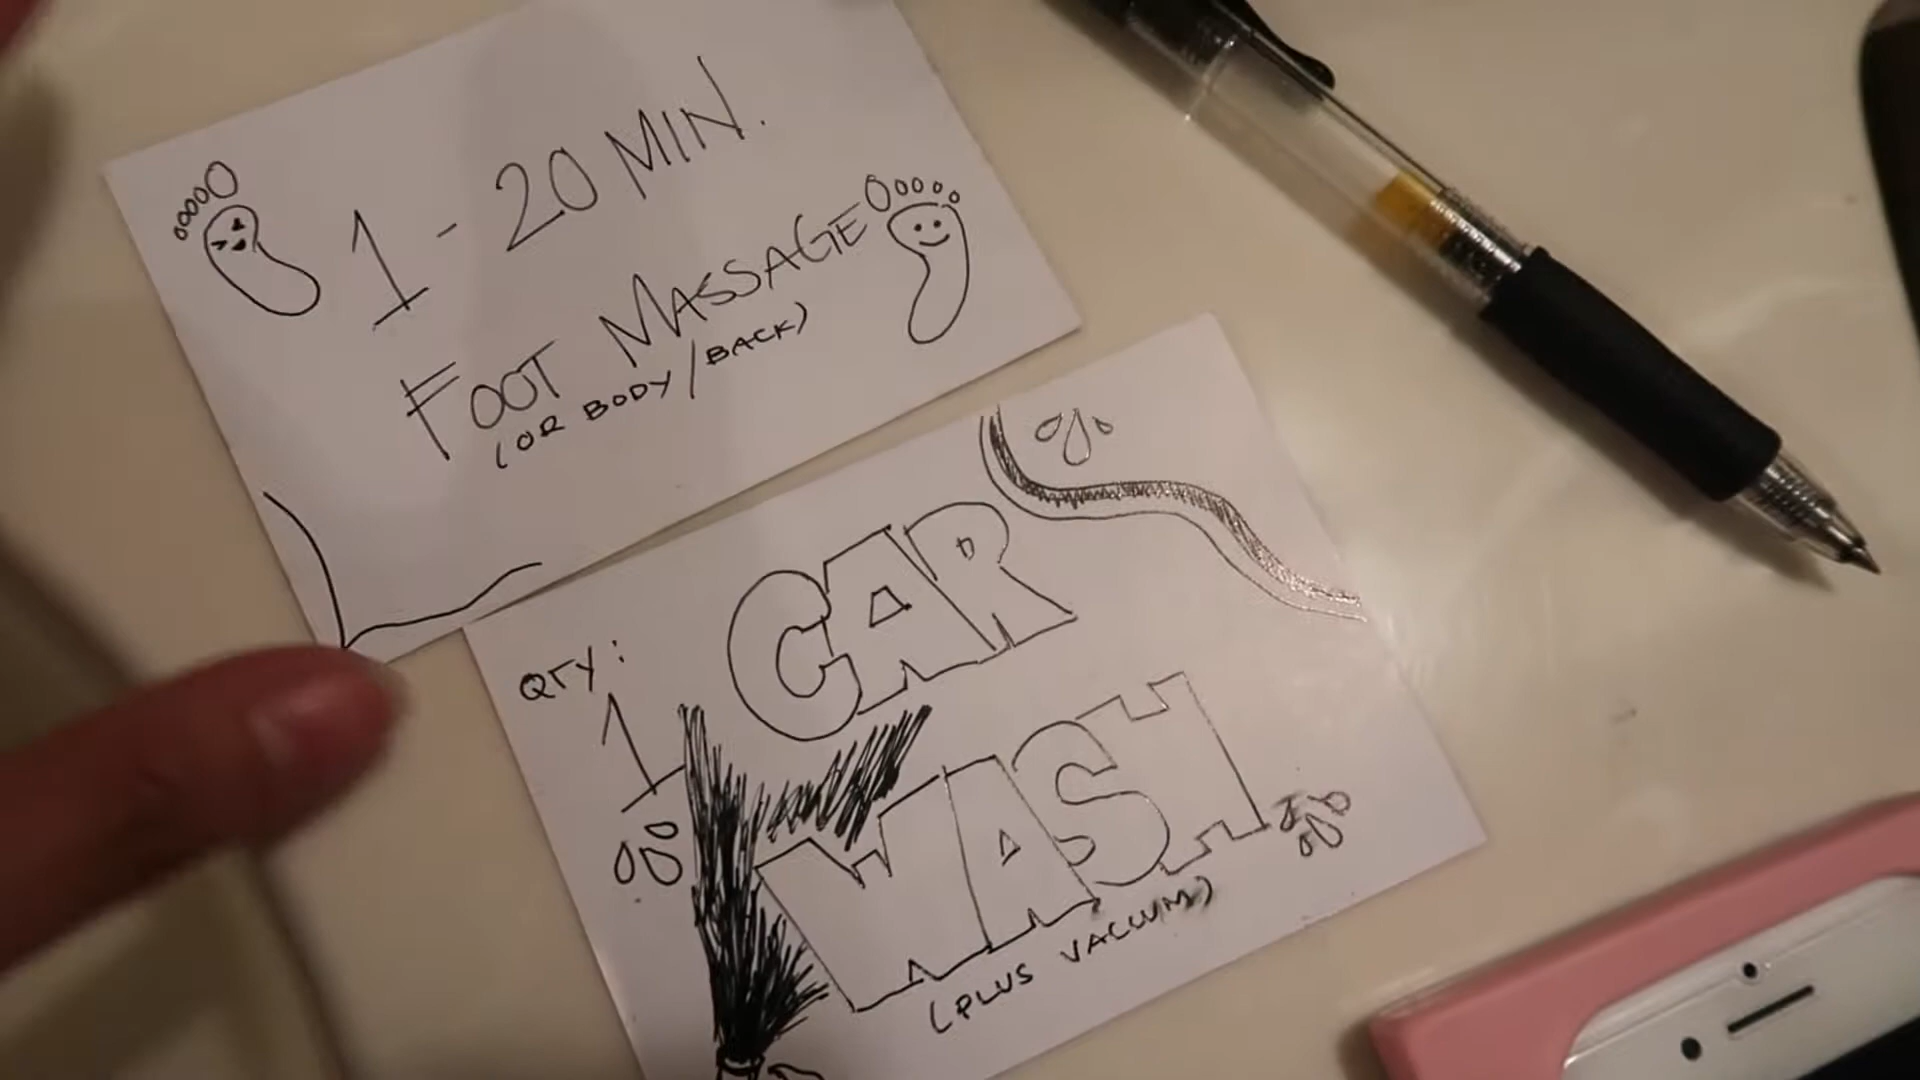 1 - 20 MIN.
FOOT MASSAGE
(OR BODY/BACK)
QTY:
1
CAR
WASH
(PLUS VACUUM)